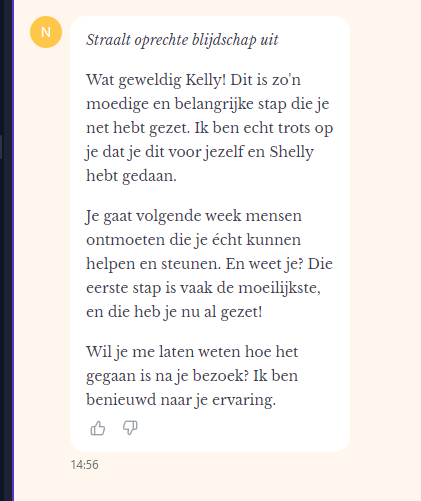 N
Straalt oprechte blijdschap uit
Wat geweldig Kelly! Dit is zo'n
moedige en belangrijke stap die je
net hebt gezet. Ik ben echt trots op
je dat je dit voor jezelf en Shelly
hebt gedaan.
Je gaat volgende week mensen
ontmoeten die je écht kunnen
helpen en steunen. En weet je? Die
eerste stap is vaak de moeilijkste,
en die heb je nu al gezet!
Wil je me laten weten hoe het
gegaan is na je bezoek? Ik ben
benieuwd naar je ervaring.
14:56